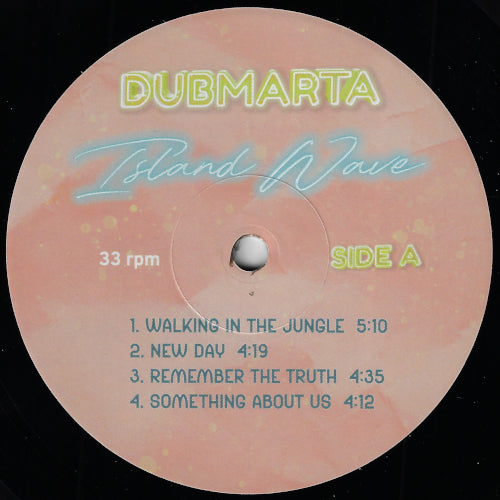 DUBMARTA
Island Wave
33 rpm SIDE A
1. WALKING IN THE JUNGLE 5:10
2. NEW DAY 4:19
3. REMEMBER THE TRUTH 4:35
4. SOMETHING ABOUT US 4:12